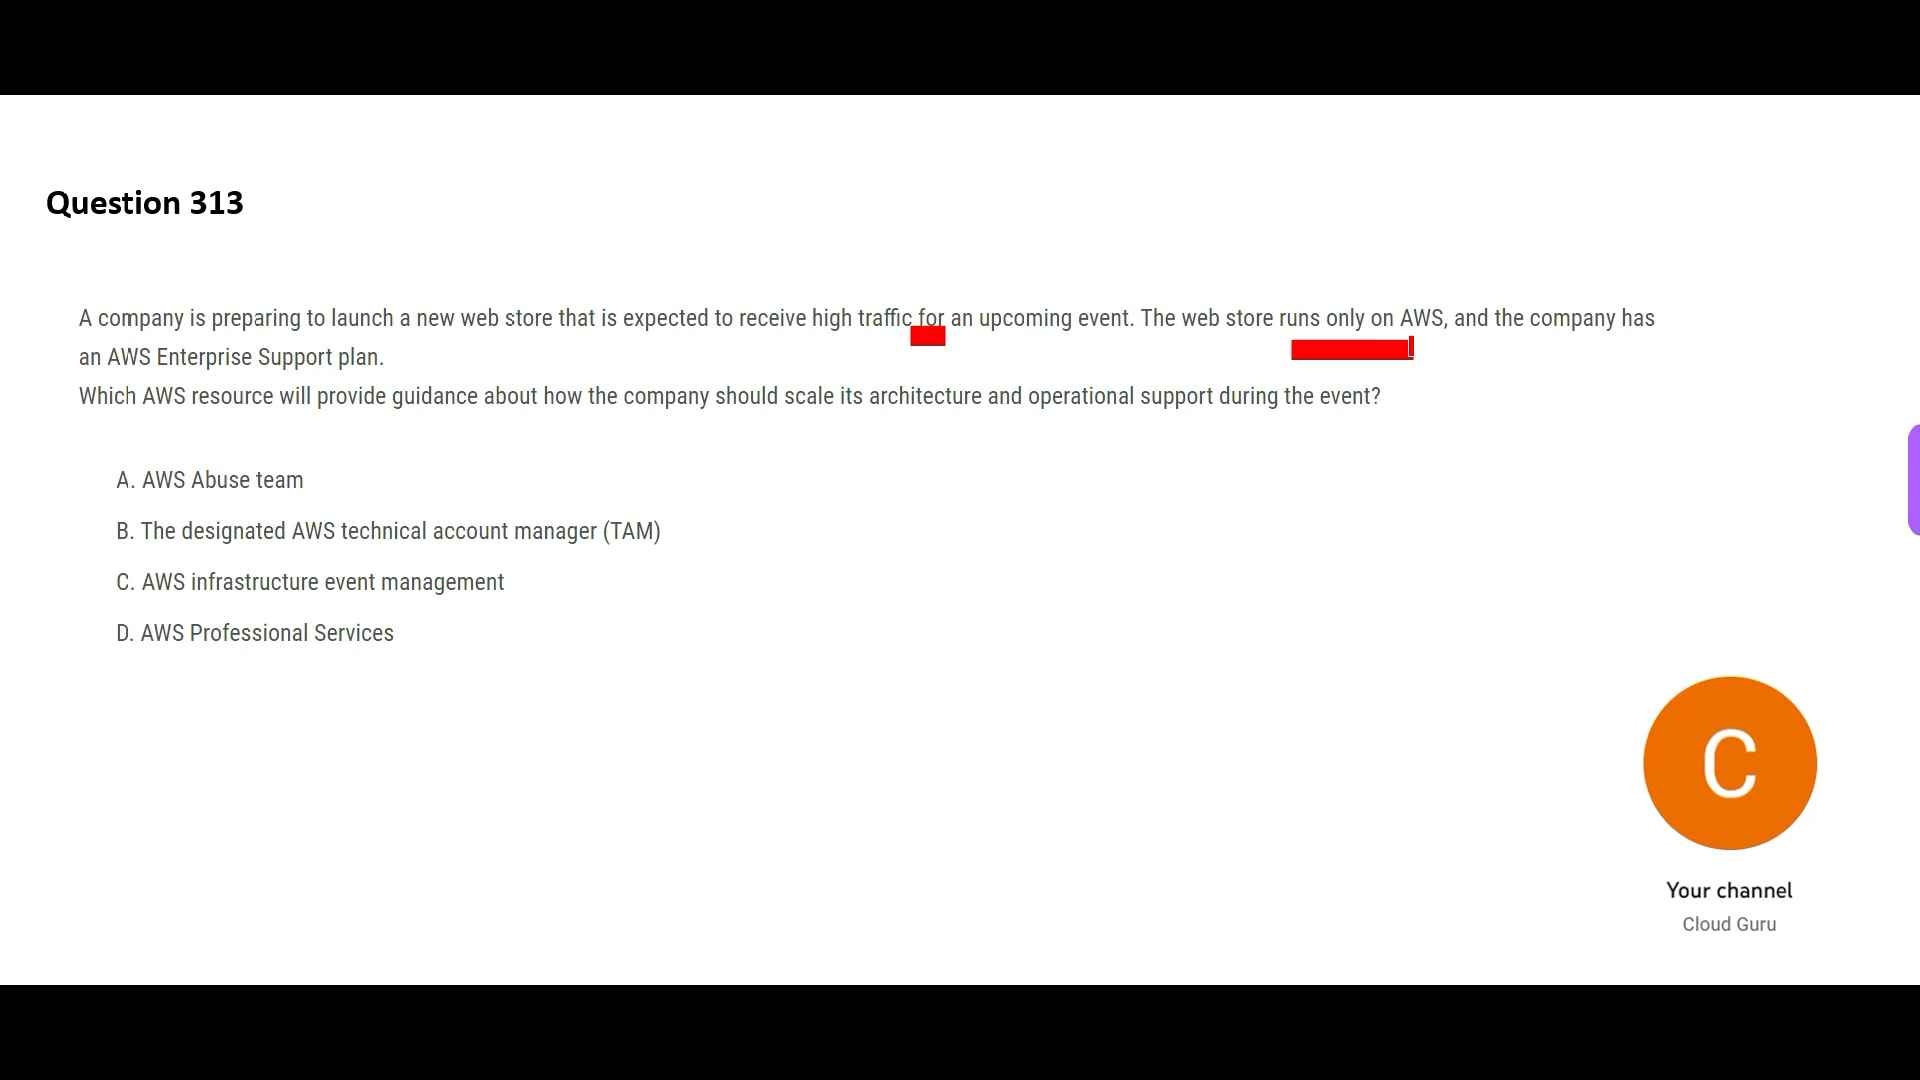 Question 313
A company is preparing to launch a new web store that is expected to receive high traffic for an upcoming event. The web store runs only on AWS, and the company has
an AWS Enterprise Support plan.
Which AWS resource will provide guidance about how the company should scale its architecture and operational support during the event?
A. AWS Abuse team
B. The designated AWS technical account manager (TAM)
C. AWS infrastructure event management
D. AWS Professional Services
C
Your channel
Cloud Guru